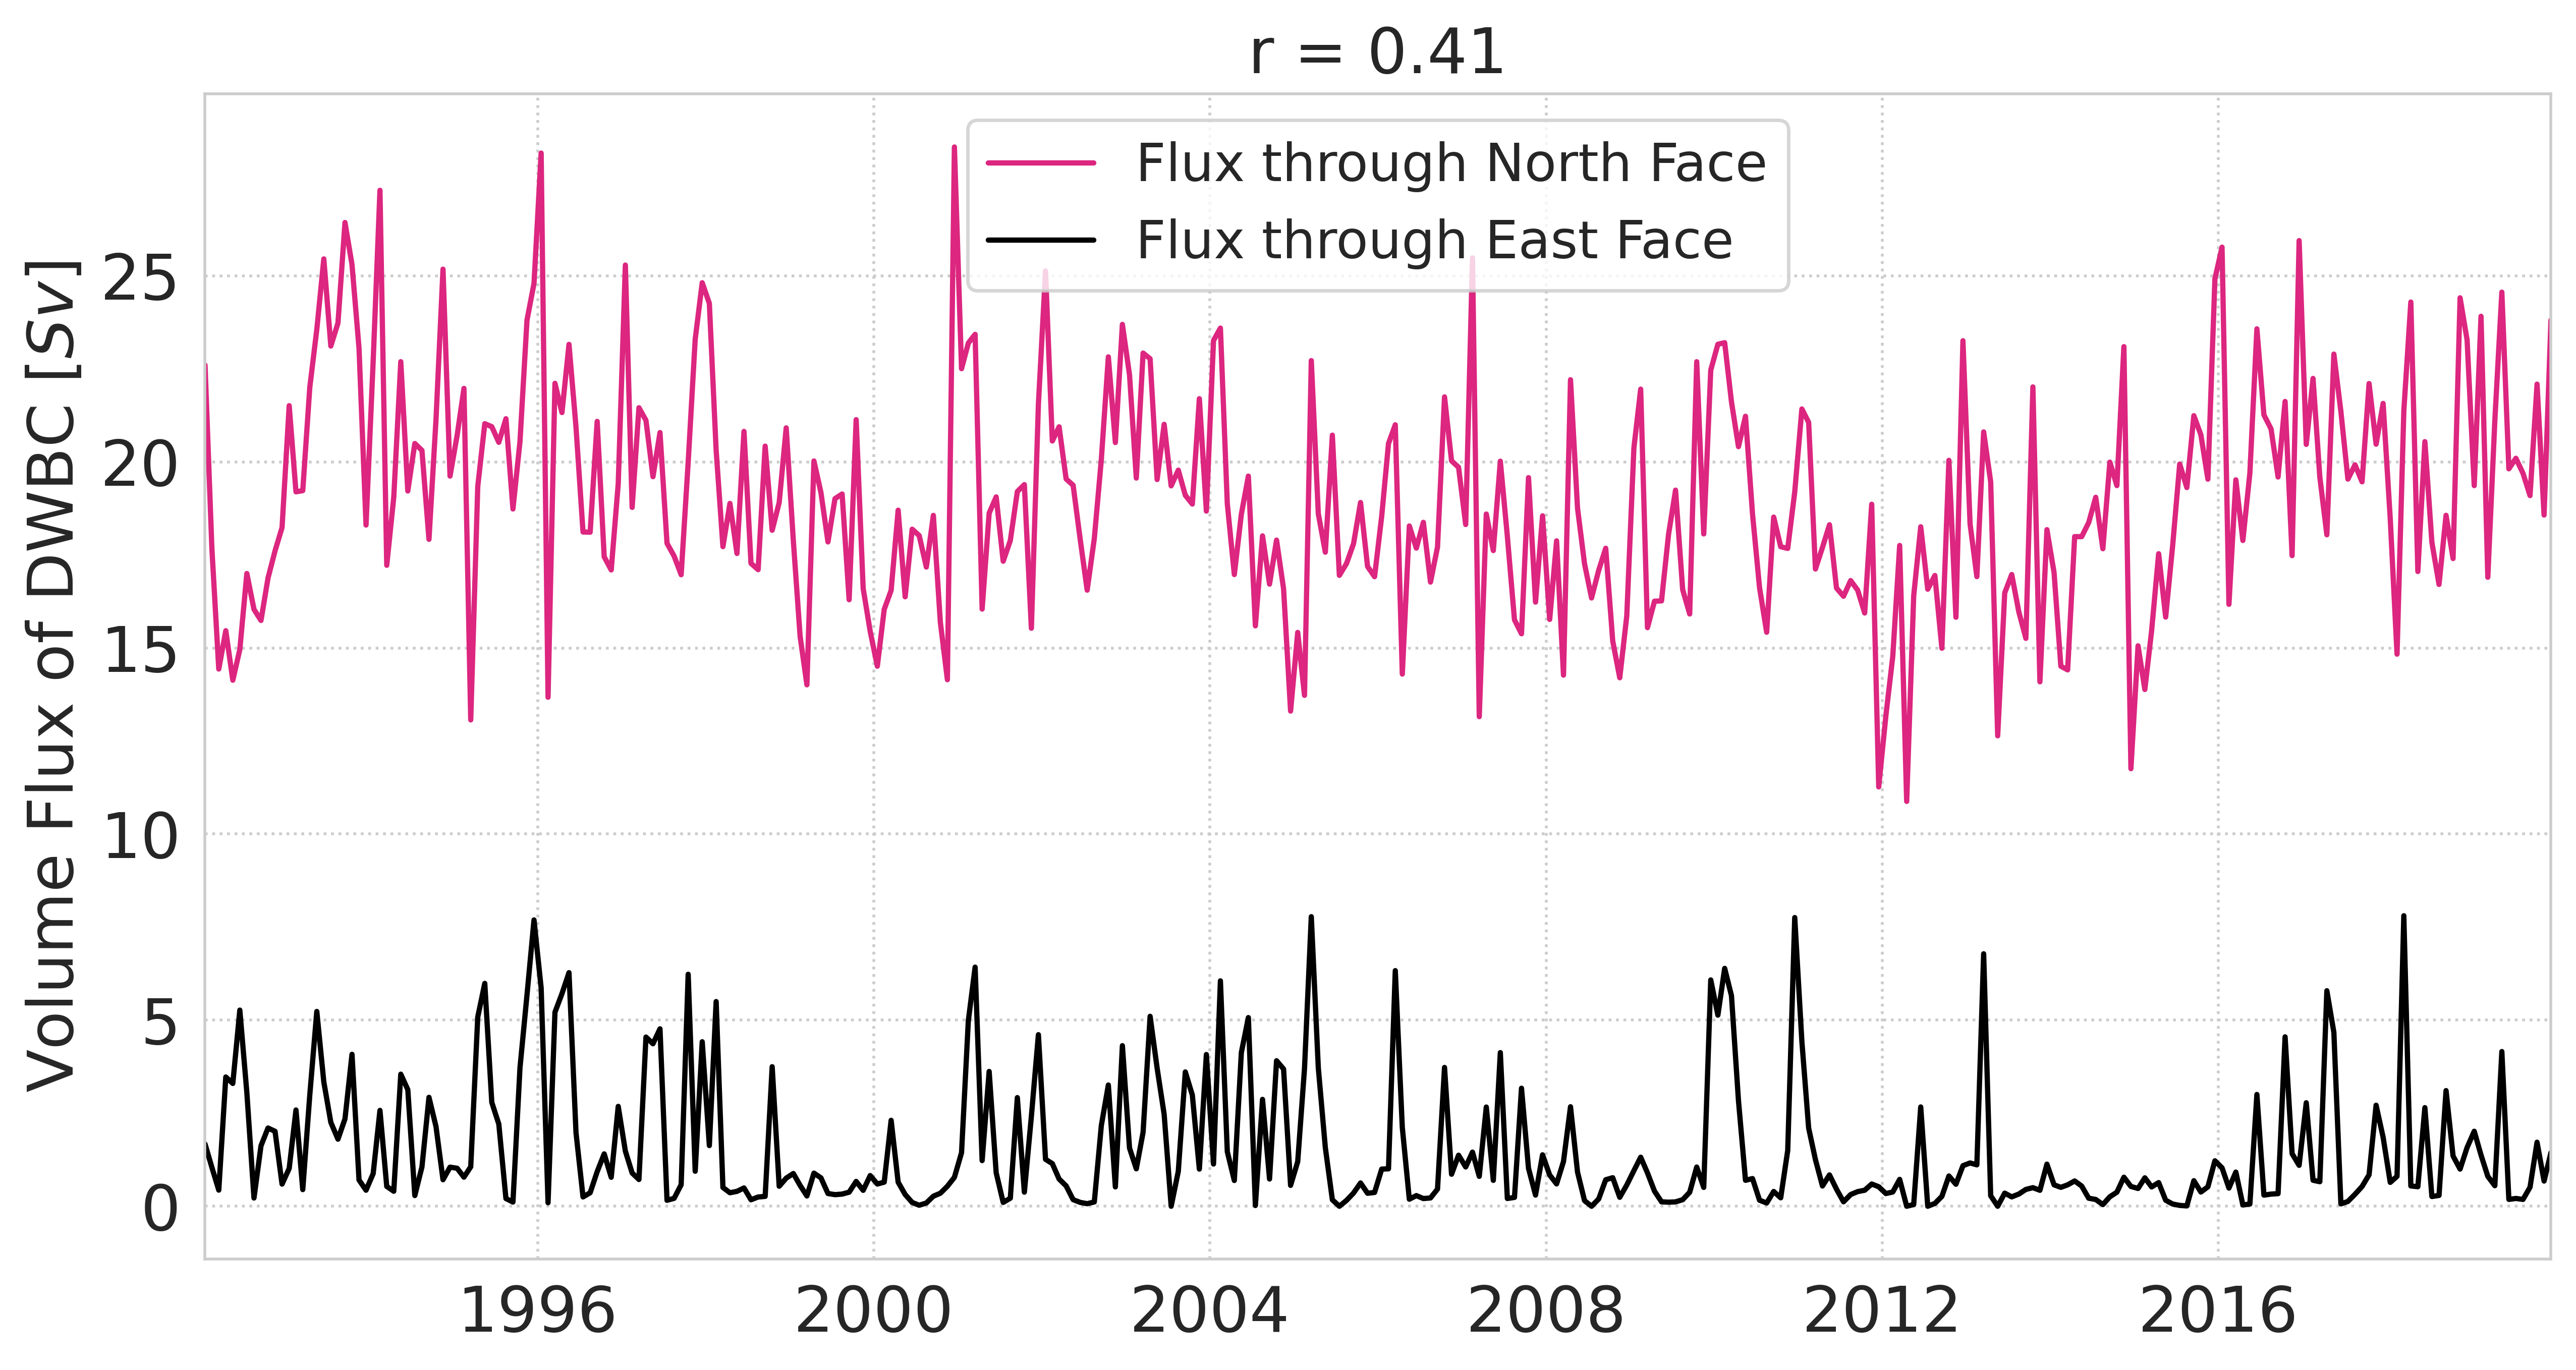 r = 0.41
Flux through North Face
Flux through East Face
Volume Flux of DWBC [Sv]
25
20
15
10
5
0
1996 2000 2004 2008 2012 2016